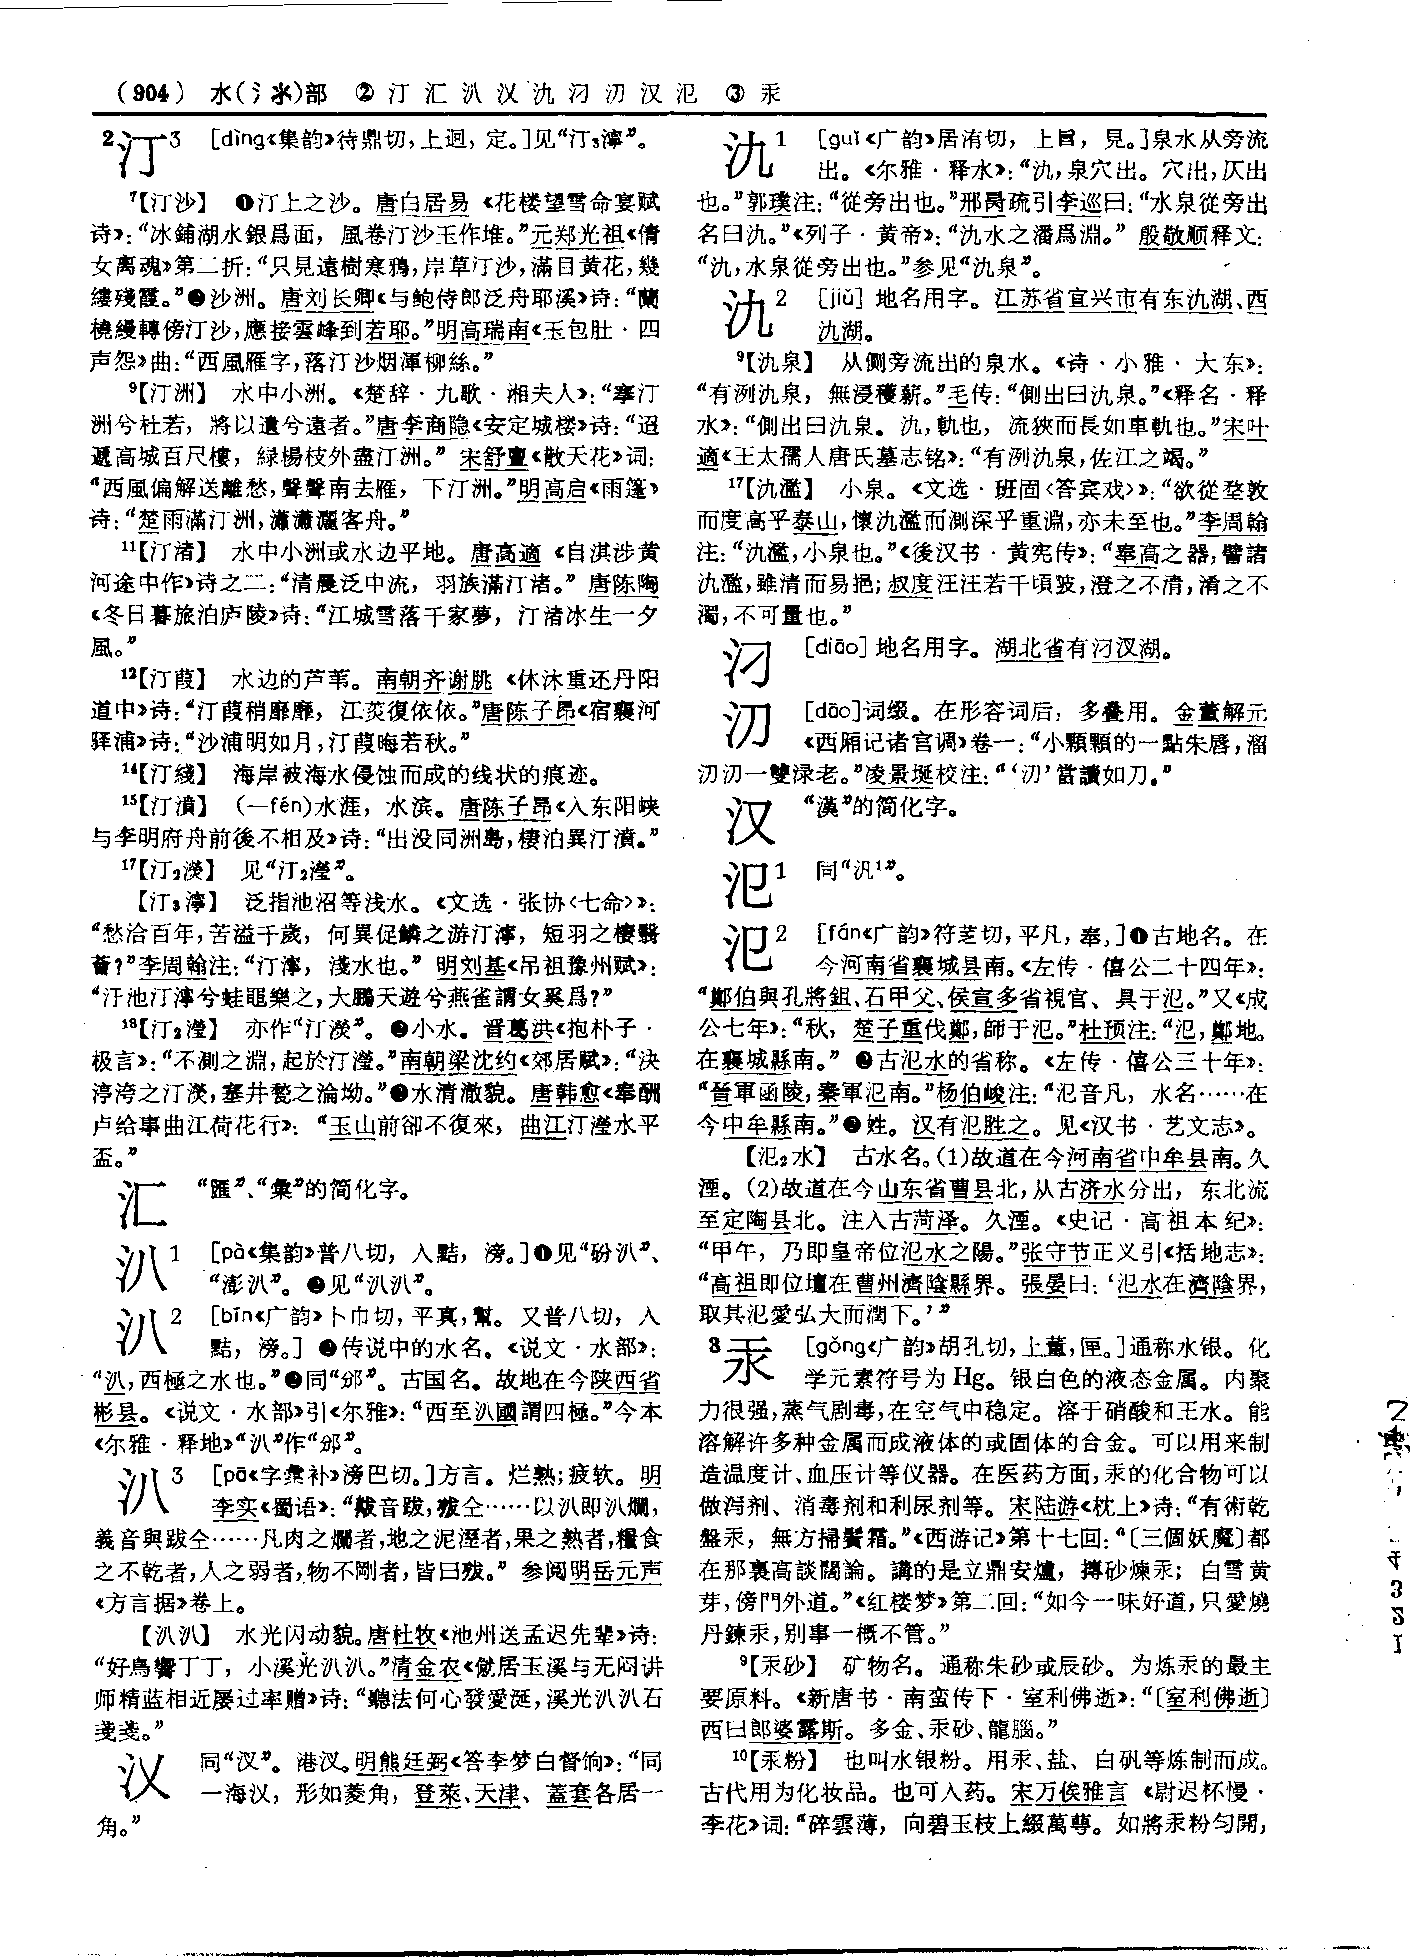 （904） 水(氵氺)部 ②汀汇汃汊氿汈氻汉氾 ③汞
2汀3 [dìng《集韵》待鼎切，上迥，定。]见“汀3濘”。
7【汀沙】 ❶汀上之沙。唐白居易《花楼望雪命宴赋
诗》：“冰鋪湖水銀爲面，風卷汀沙玉作堆。”元郑光祖《倩
女离魂》第二折：“只見遠樹寒鴉，岸草汀沙，滿目黄花，幾
縷殘霞。”❷沙洲。唐刘长卿《与鲍侍郎泛舟耶溪》诗：“蘭
橈縵轉傍汀沙，應接雲峰到若耶。”明高瑞南《玉包肚·四
声怨》曲：“西風雁字，落汀沙烟渾柳絲。”
9【汀洲】 水中小洲。《楚辞·九歌·湘夫人》：“搴汀
洲兮杜若，將以遺兮遠者。”唐李商隐《安定城楼》诗：“迢
遞高城百尺樓，緑楊枝外盡汀洲。” 宋舒亶《散天花》词：
“西風偏解送離愁，聲聲南去雁，下汀洲。”明高启《雨篷》
诗：“楚雨滿汀洲，瀟瀟灑客舟。”
11【汀渚】 水中小洲或水边平地。唐高適《自淇涉黄
河途中作》诗之二：“清晨泛中流，羽族滿汀渚。” 唐陈陶
《冬日暮旅泊庐陵》诗：“江城雪落千家夢，汀渚冰生一夕
風。”
12【汀葭】 水边的芦苇。南朝齐谢朓《休沐重还丹阳
道中》诗：“汀葭稍靡靡，江菼復依依。”唐陈子昂《宿襄河
驿浦》诗：“沙浦明如月，汀葭晦若秋。”
14【汀綫】 海岸被海水侵蚀而成的线状的痕迹。
15【汀濆】 （—fén）水涯，水滨。唐陈子昂《入东阳峡
与李明府舟前後不相及》诗：“出没同洲島，棲泊異汀濆。”
17【汀2濙】 见“汀2瀅”。
【汀3濘】 泛指池沼等浅水。《文选·张协〈七命〉》：
“愁洽百年，苦溢千歲，何異促鱗之游汀濘，短羽之棲翳
薈？”李周翰注：“汀濘，淺水也。” 明刘基《吊祖豫州赋》：
“汙池汀濘兮蛙黽樂之，大鵬天遊兮燕雀謂女奚爲？”
18【汀2瀅】 亦作“汀濙”。❶小水。晋葛洪《抱朴子·
极言》：“不測之淵，起於汀瀅。”南朝梁沈约《郊居赋》：“决
渟洿之汀濙，塞井甃之淪坳。”❷水清澈貌。唐韩愈《奉酬
卢给事曲江荷花行》：“玉山前卻不復來，曲江汀瀅水平
盃。”
汇 “匯”、“彙”的简化字。
汃1 [pà《集韵》普八切，入黠，滂。]❶见“砏汃”、
“澎汃”。❷见“汃汃”。
汃2 [bīn《广韵》卜巾切，平真，幫。又普八切，入
黠，滂。] ❶传说中的水名。《说文·水部》：
“汃，西極之水也。”❷同“邠”。古国名。故地在今陕西省
彬县。《说文·水部》引《尔雅》：“西至汃國謂四極。”今本
《尔雅·释地》“汃”作“邠”。
汃3 [pā《字彙补》滂巴切。]方言。烂熟；疲软。明
李实《蜀语》：“㱙音跋，㱙仝……以汃即汃爛，
義音與跋仝……凡肉之爛者，地之泥溼者，果之熟者，糧食
之不乾者，人之弱者，物不剛者，皆曰㱙。” 参阅明岳元声
《方言据》卷上。
【汃汃】 水光闪动貌。唐杜牧《池州送孟迟先辈》诗：
“好鳥響丁丁，小溪光汃汃。”清金农《僦居玉溪与无闷讲
师精蓝相近屡过率赠》诗：“聽法何心發愛涎，溪光汃汃石
戔戔。”
汊 同“汊”。港汊。明熊廷弼《答李梦白督饷》：“同
一海汊，形如菱角，登萊、天津、蓋套各居一
角。”
氿1 [guǐ《广韵》居洧切，上旨，見。]泉水从旁流
出。《尔雅·释水》：“氿，泉穴出。穴出，仄出
也。”郭璞注：“從旁出也。”邢昺疏引李巡曰：“水泉從旁出
名曰氿。”《列子·黄帝》：“氿水之潘爲淵。” 殷敬顺释文：
“氿，水泉從旁出也。”参见“氿泉”。
氿2 [jiǔ] 地名用字。江苏省宜兴市有东氿湖、西
氿湖。
9【氿泉】 从侧旁流出的泉水。《诗·小雅·大东》：
“有洌氿泉，無浸穫薪。”毛传：“側出曰氿泉。”《释名·释
水》：“側出曰氿泉。氿，軌也，流狹而長如車軌也。”宋叶
適《王太孺人唐氏墓志铭》：“有洌氿泉，佐江之竭。”
17【氿濫】 小泉。《文选·班固〈答宾戏〉》：“欲從堥敦
而度高乎泰山，懷氿濫而測深乎重淵，亦未至也。”李周翰
注：“氿濫，小泉也。”《後汉书·黄宪传》：“奉高之器，譬諸
氿濫，雖清而易挹；叔度汪汪若千頃陂，澄之不清，淆之不
濁，不可量也。”
汈 [diāo] 地名用字。湖北省有汈汊湖。
氻 [dāo]词缀。在形容词后，多叠用。金董解元
《西厢记诸宫调》卷一：“小顆顆的一點朱唇，溜
氻氻一雙渌老。”凌景埏校注：“‘氻’當讀如刀。”
汉 “漢”的简化字。
氾1 同“汎1”。
氾2 [fán《广韵》符芝切，平凡，奉。]❶古地名。在
今河南省襄城县南。《左传·僖公二十四年》：
“鄭伯與孔將鉏、石甲父、侯宣多省視官、具于氾。”又《成
公七年》：“秋，楚子重伐鄭，師于氾。”杜预注：“氾，鄭地。
在襄城縣南。” ❷古氾水的省称。《左传·僖公三十年》：
“晉軍函陵，秦軍氾南。”杨伯峻注：“氾音凡，水名……在
今中牟縣南。”❸姓。汉有氾胜之。见《汉书·艺文志》。
【氾2水】 古水名。(1)故道在今河南省中牟县南。久
湮。(2)故道在今山东省曹县北，从古济水分出，东北流
至定陶县北。注入古菏泽。久湮。《史记·高祖本纪》：
“甲午，乃即皇帝位氾水之陽。”张守节正义引《括地志》：
“高祖即位壇在曹州濟陰縣界。張晏曰：‘氾水在濟陰界，
取其氾愛弘大而潤下。’”
3汞 [gǒng《广韵》胡孔切，上董，匣。]通称水银。化
学元素符号为Hg。银白色的液态金属。内聚
力很强，蒸气剧毒，在空气中稳定。溶于硝酸和王水。能
溶解许多种金属而成液体的或固体的合金。可以用来制
造温度计、血压计等仪器。在医药方面，汞的化合物可以
做泻剂、消毒剂和利尿剂等。宋陆游《枕上》诗：“有術乾
盤汞，無方掃鬢霜。”《西游记》第十七回：“〔三個妖魔〕都
在那裏高談闊論。講的是立鼎安爐，摶砂煉汞；白雪黄
芽，傍門外道。”《红楼梦》第二回：“如今一味好道，只愛燒
丹鍊汞，别事一概不管。”
9【汞砂】 矿物名。通称朱砂或辰砂。为炼汞的最主
要原料。《新唐书·南蛮传下·室利佛逝》：“〔室利佛逝〕
西曰郎婆露斯。多金、汞砂、龍腦。”
10【汞粉】 也叫水银粉。用汞、盐、白矾等炼制而成。
古代用为化妆品。也可入药。宋万俟雅言《尉迟杯慢·
李花》词：“碎雲薄，向碧玉枝上綴萬萼。如將汞粉匀開，